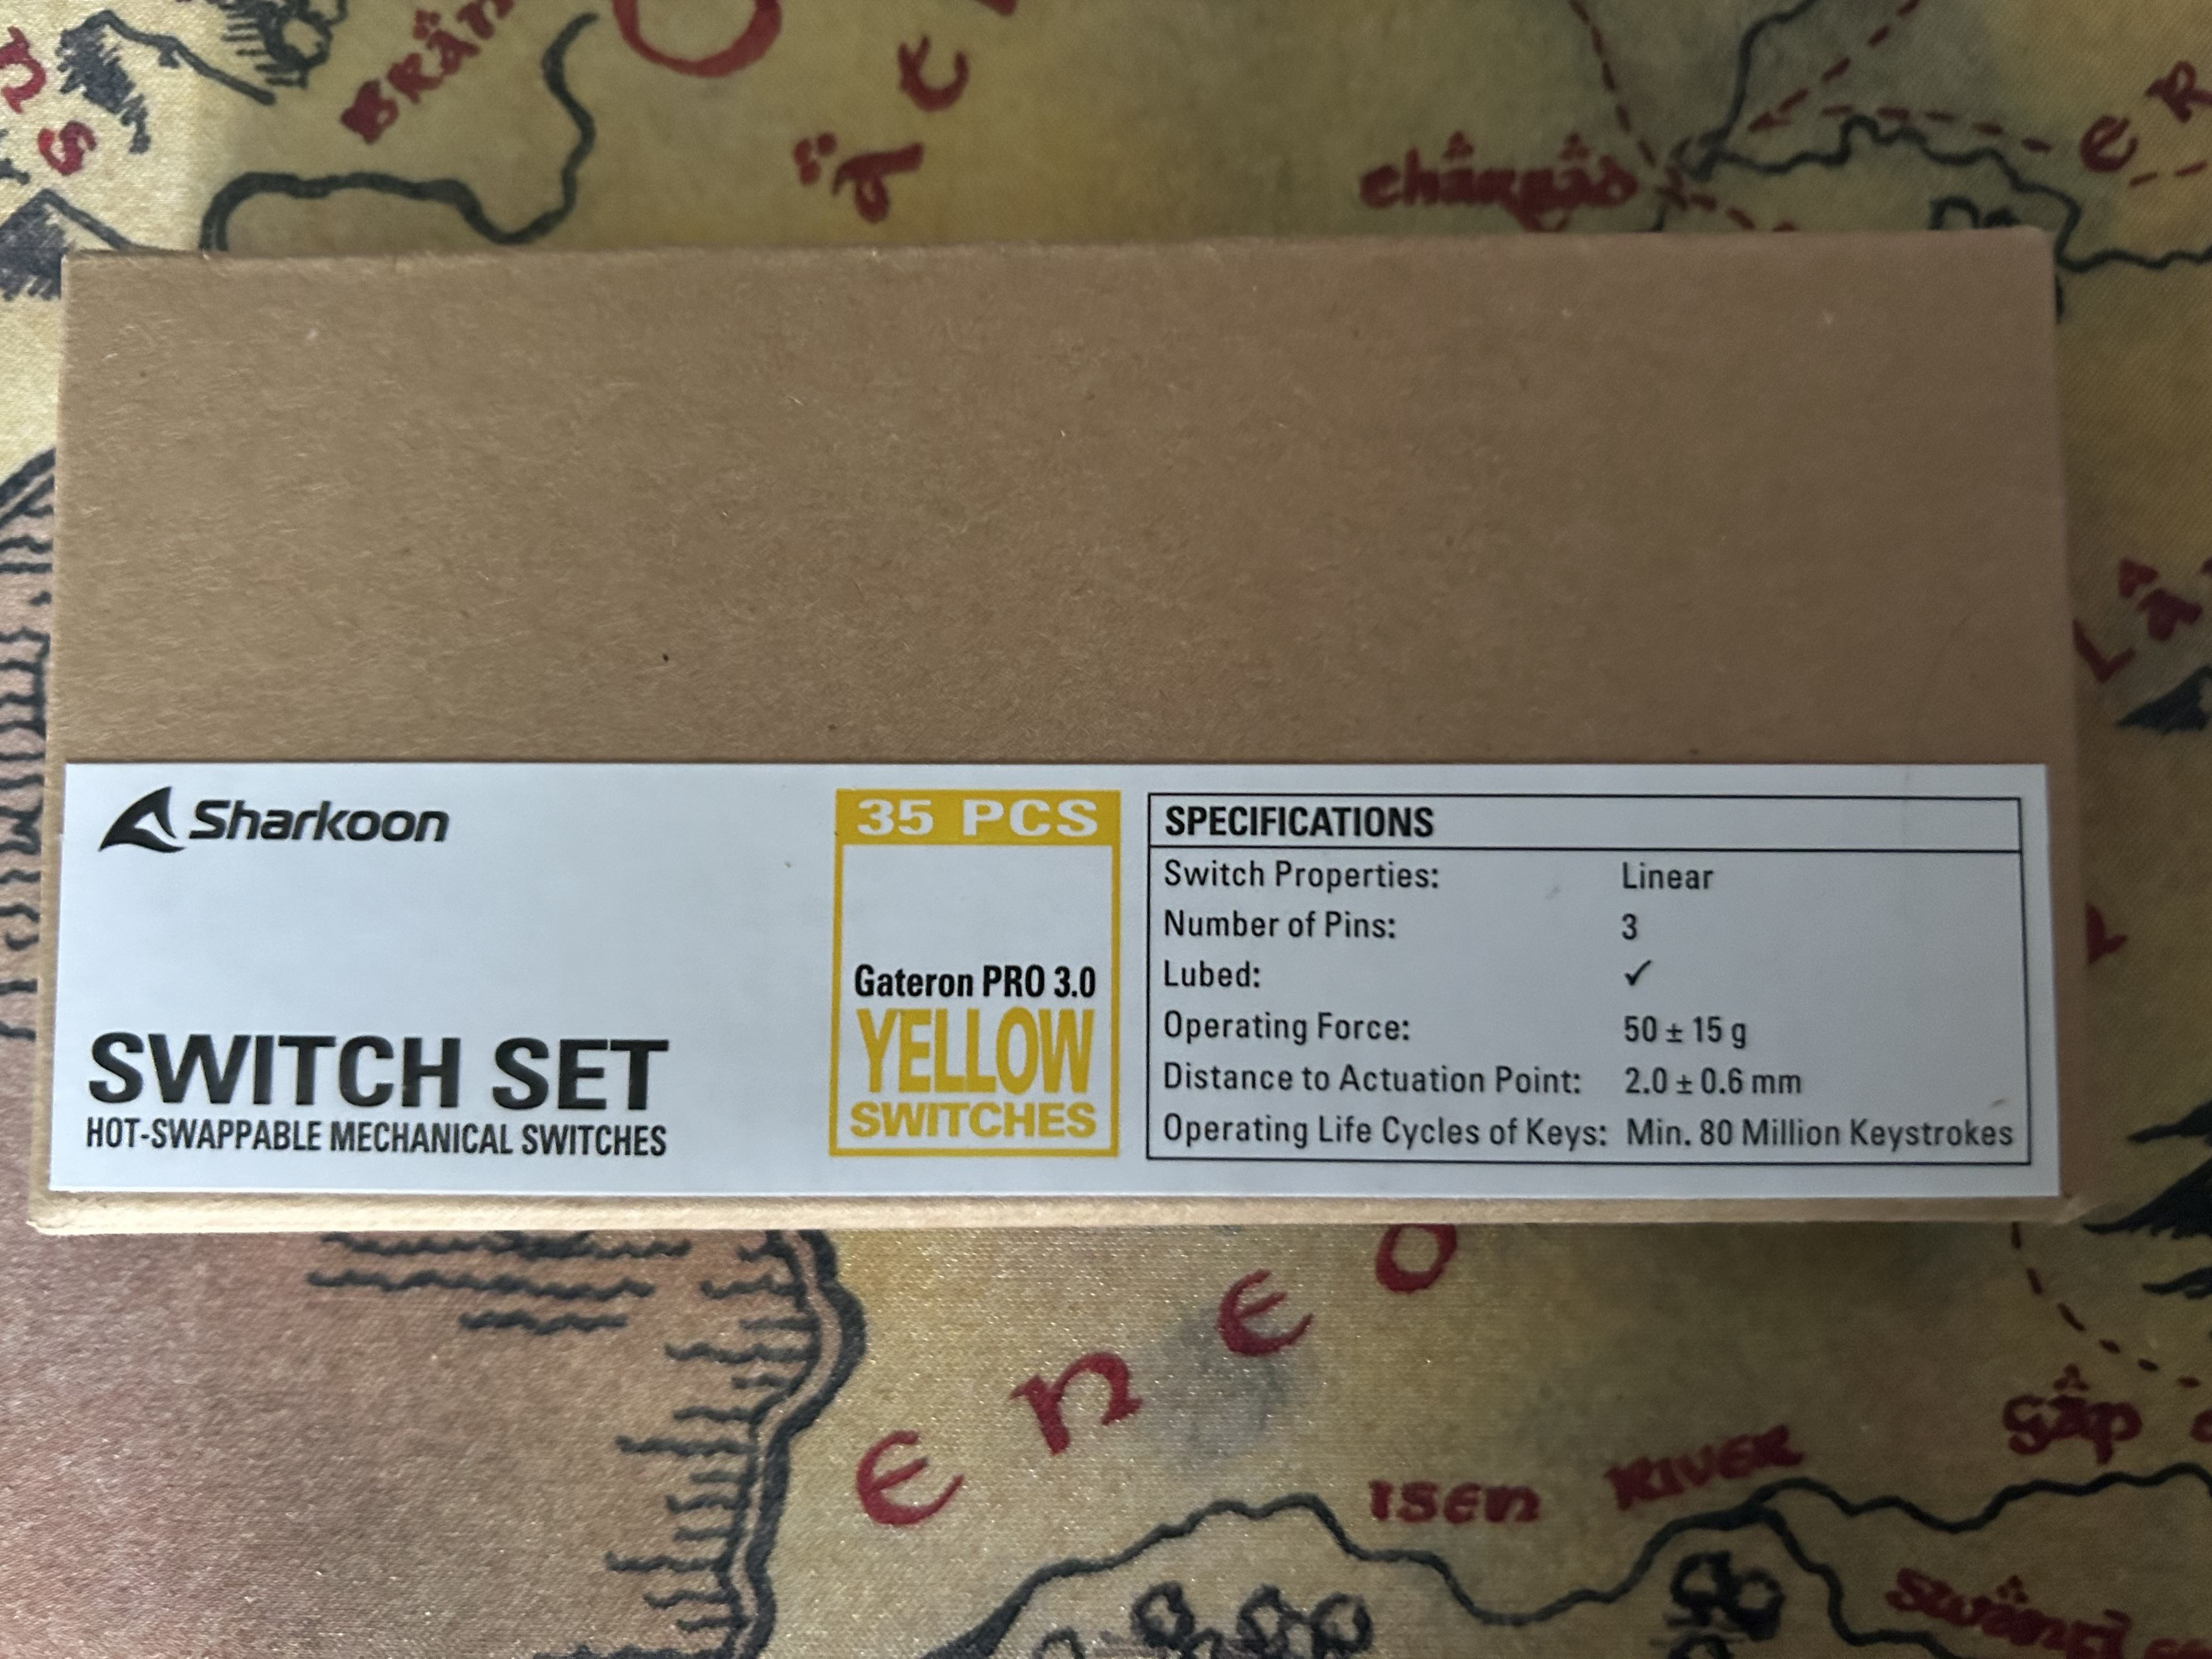 Sharkoon
SWITCH SET
HOT-SWAPPABLE MECHANICAL SWITCHES
35 PCS
Gateron PRO 3.0
YELLOW
SWITCHES
SPECIFICATIONS
Switch Properties: Linear
Number of Pins: 3
Lubed: ✓
Operating Force: 50 ± 15 g
Distance to Actuation Point: 2.0 ± 0.6 mm
Operating Life Cycles of Keys: Min. 80 Million Keystrokes
E n E D
ISEN RIVER
Gap